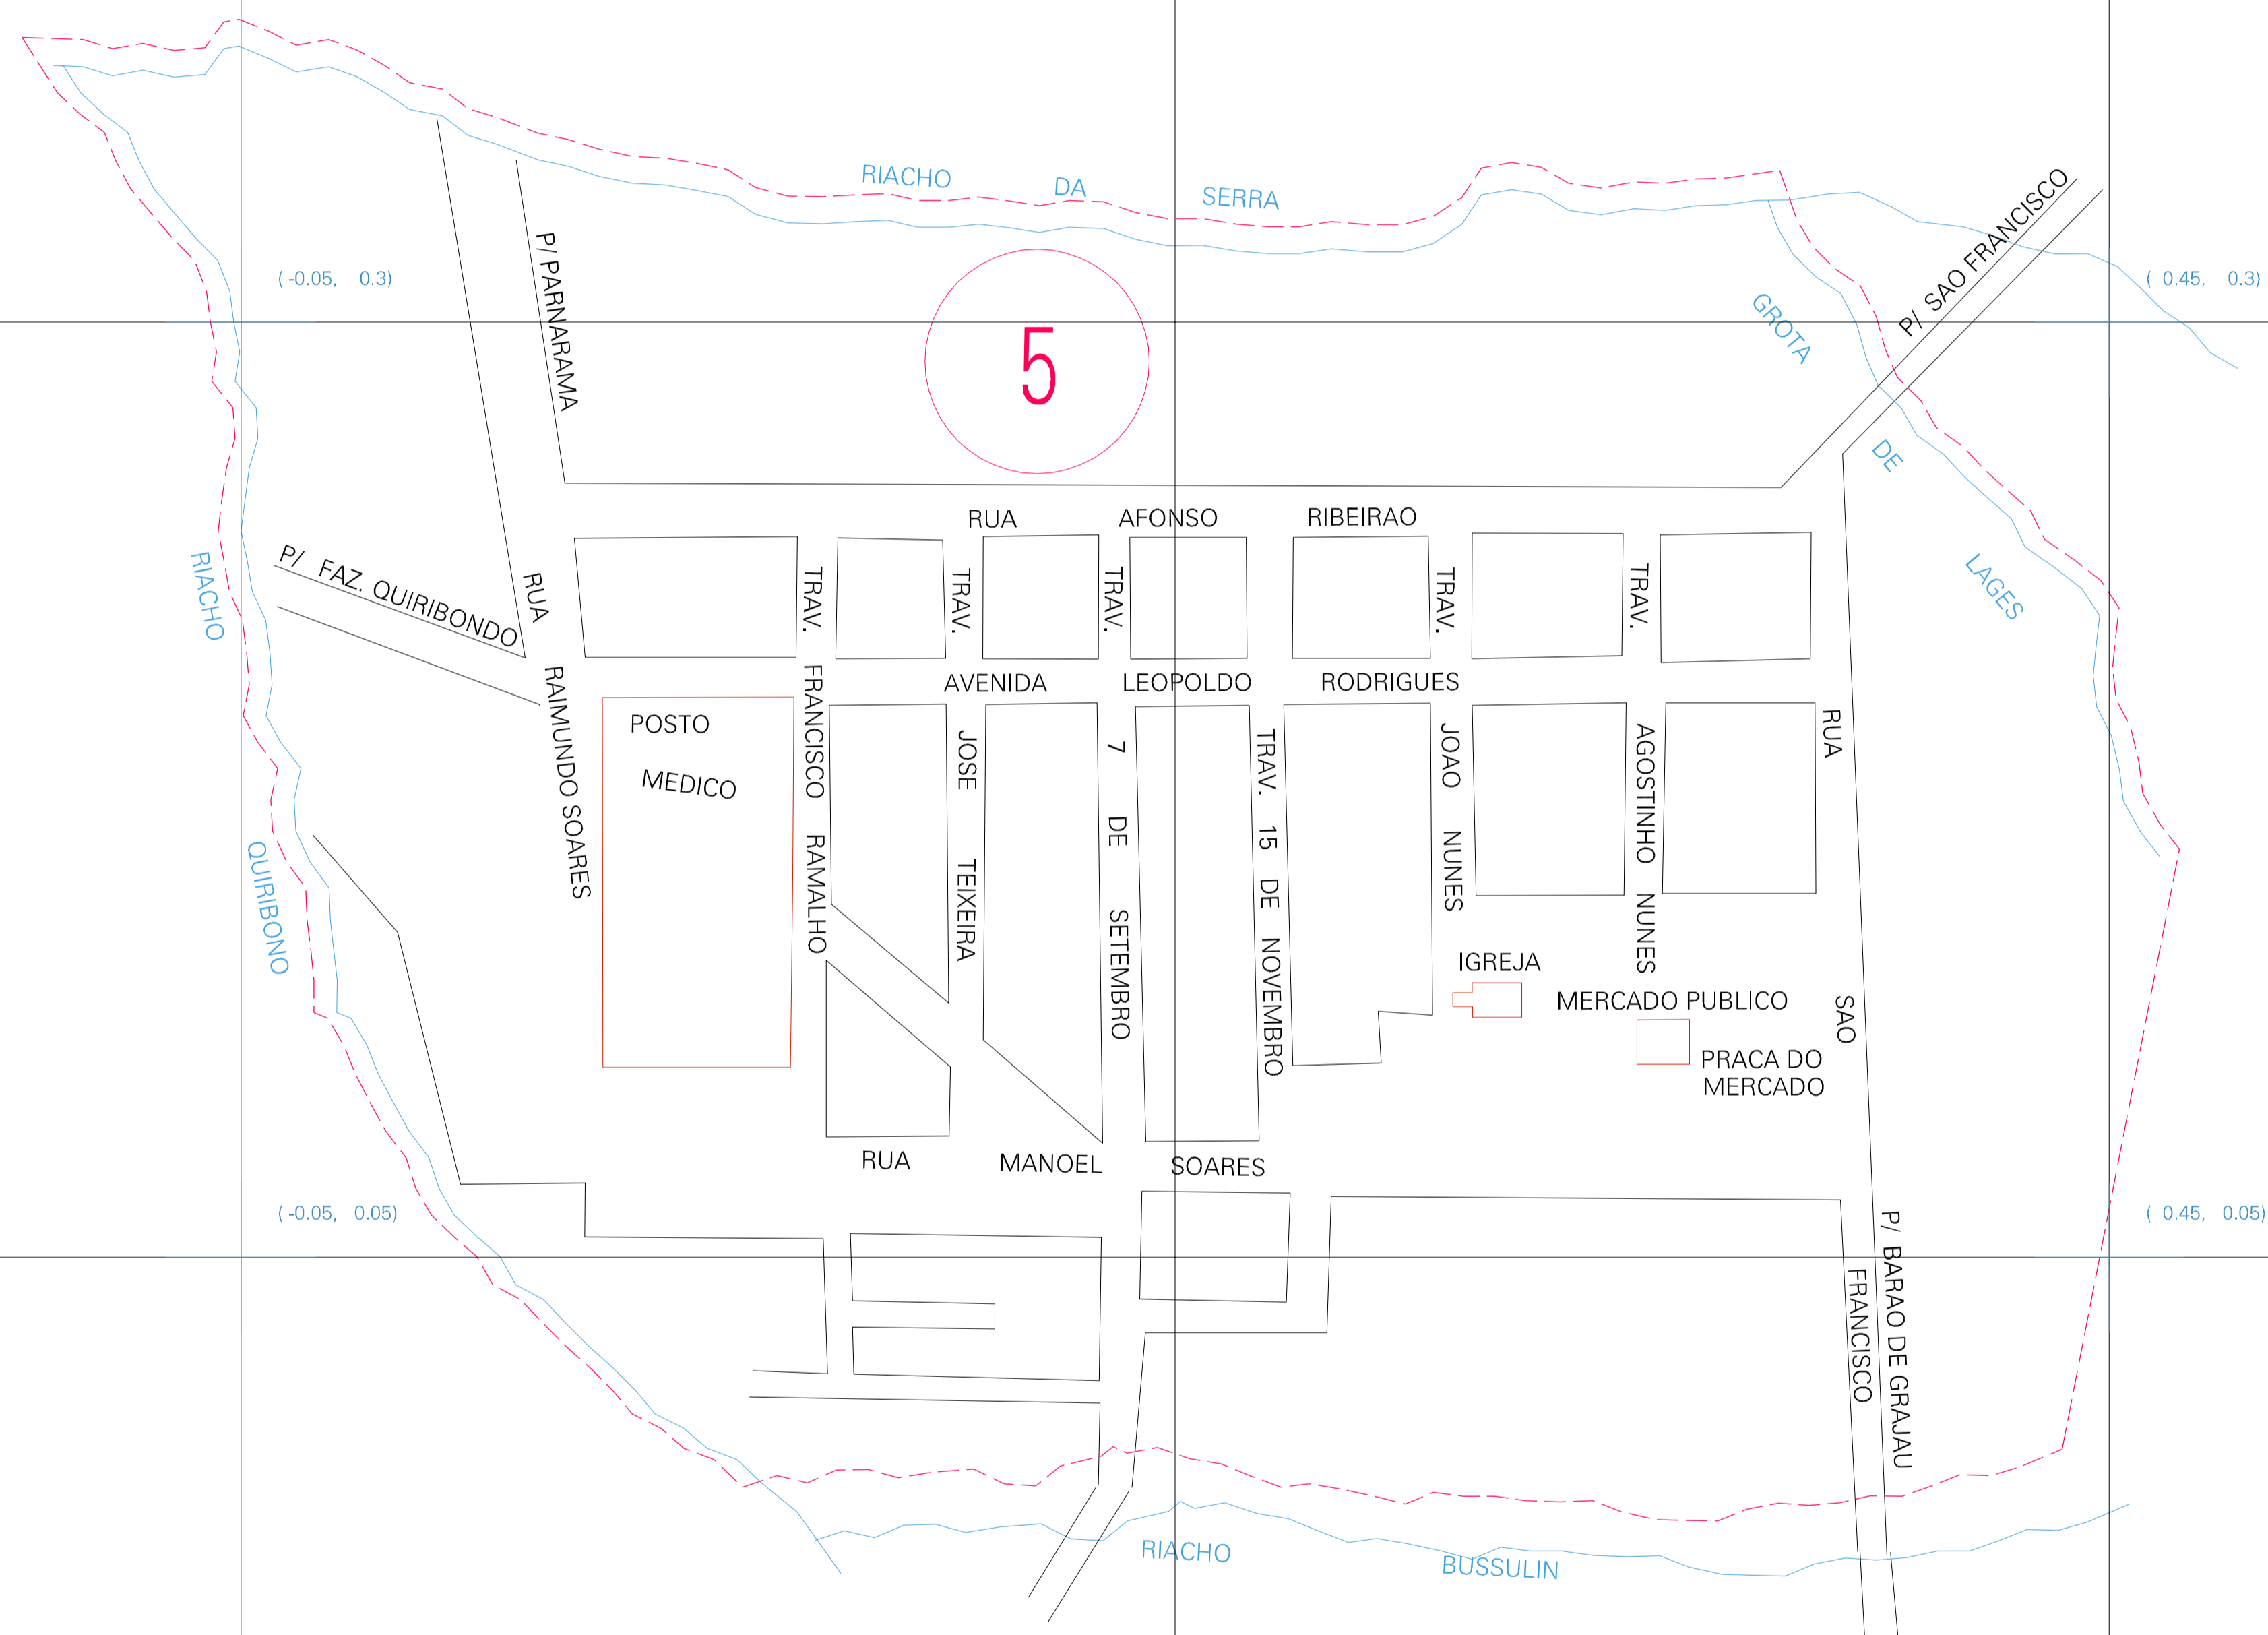 RIACHO DA SERRA
P/ SAO FRANCISCO
P/ PARNARAMA
( -0.05, 0.3)
( 0.45, 0.3)
5
GROTA DE LAGES
RUA AFONSO RIBEIRAO
P/ FAZ. QUIRIBONDO
RIACHO QUIRIBONO
RUA RAIMUNDO SOARES
TRAV. FRANCISCO RAMALHO
TRAV. JOSE TEIXEIRA
TRAV. 7 DE SETEMBRO
TRAV. JOAO NUNES
TRAV. AGOSTINHO NUNES
AVENIDA LEOPOLDO RODRIGUES
POSTO
MEDICO
TRAV. 15 DE NOVEMBRO
RUA SAO FRANCISCO
IGREJA
MERCADO PUBLICO
PRACA DO
MERCADO
RUA MANOEL SOARES
( -0.05, 0.05)
( 0.45, 0.05)
P/ BARAO DE GRAJAU
RIACHO BUSSULIN